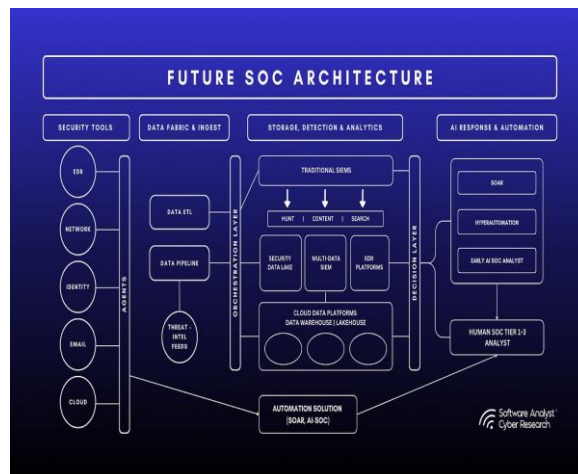 FUTURE SOC ARCHITECTURE
SECURITY TOOLS
DATA FABRIC & INGEST
STORAGE, DETECTION & ANALYTICS
AI RESPONSE & AUTOMATION
EDR
NETWORK
IDENTITY
EMAIL
CLOUD
AGENTS
DATA ETL
DATA PIPELINE
THREAT -
INTEL
FEEDS
ORCHESTRATION LAYER
TRADITIONAL SIEMS
HUNT | CONTENT | SEARCH
SECURITY
DATA LAKE
MULTI-DATA
SIEM
XDR
PLATFORMS
CLOUD DATA PLATFORMS
DATA WAREHOUSE | LAKEHOUSE
AUTOMATION SOLUTION
(SOAR, AI-SOC)
DECISION LAYER
SOAR
HYPERAUTOMATION
EARLY AI SOC ANALYST
HUMAN SOC TIER 1-3
ANALYST
Software Analyst
Cyber Research